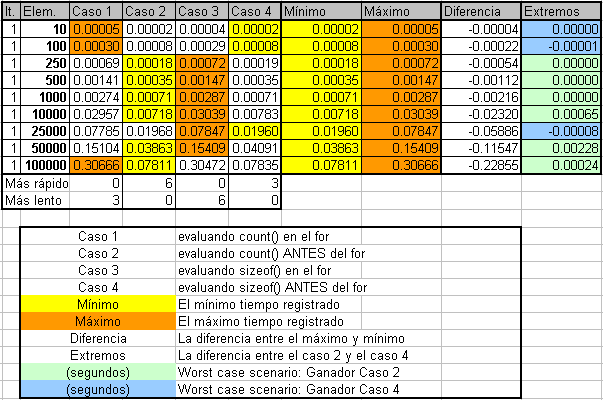 It. Elem. Caso 1 Caso 2 Caso 3 Caso 4 Mínimo Máximo Diferencia Extremos
1 10 0.00005 0.00002 0.00004 0.00002 0.00002 0.00005 -0.00004 0.00000
1 100 0.00030 0.00008 0.00029 0.00008 0.00008 0.00030 -0.00022 -0.00001
1 250 0.00069 0.00018 0.00072 0.00019 0.00018 0.00072 -0.00054 0.00000
1 500 0.00141 0.00035 0.00147 0.00035 0.00035 0.00147 -0.00112 0.00000
1 1000 0.00274 0.00071 0.00287 0.00071 0.00071 0.00287 -0.00216 0.00000
1 10000 0.02957 0.00718 0.03039 0.00783 0.00718 0.03039 -0.02320 0.00065
1 25000 0.07785 0.01968 0.07847 0.01960 0.01960 0.07847 -0.05886 -0.00008
1 50000 0.15104 0.03863 0.15409 0.04091 0.03863 0.15409 -0.11547 0.00228
1 100000 0.30666 0.07811 0.30472 0.07835 0.07811 0.30666 -0.22855 0.00024
Más rápido 0 6 0 3
Más lento 3 0 6 0
Caso 1 evaluando count() en el for
Caso 2 evaluando count() ANTES del for
Caso 3 evaluando sizeof() en el for
Caso 4 evaluando sizeof() ANTES del for
Mínimo El mínimo tiempo registrado
Máximo El máximo tiempo registrado
Diferencia La diferencia entre el máximo y mínimo
Extremos La diferencia entre el caso 2 y el caso 4
(segundos) Worst case scenario: Ganador Caso 2
(segundos) Worst case scenario: Ganador Caso 4